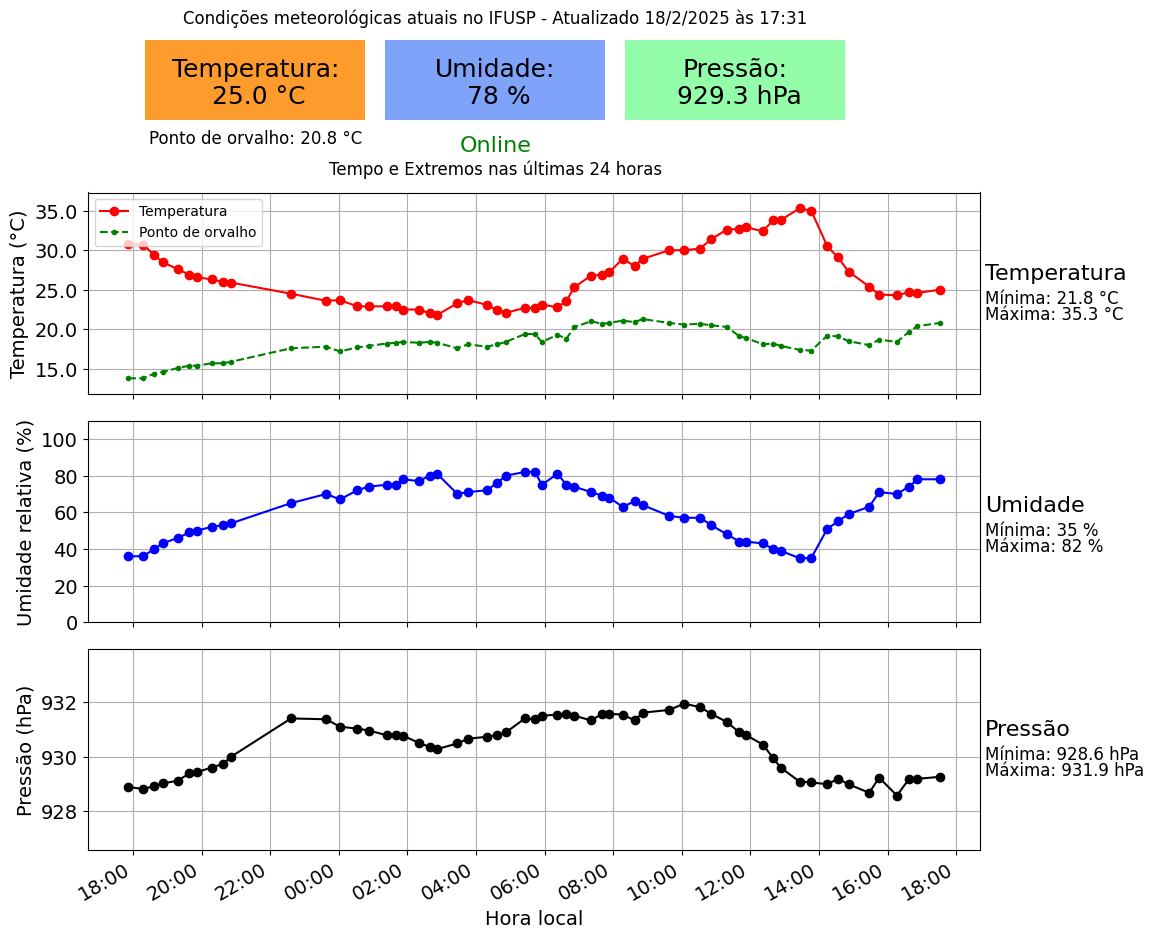 Condições meteorológicas atuais no IFUSP - Atualizado 18/2/2025 às 17:31
Temperatura:
25.0 °C
Umidade:
78 %
Pressão:
929.3 hPa
Ponto de orvalho: 20.8 °C
Online
Tempo e Extremos nas últimas 24 horas
Temperatura (°C)
35.0
30.0
25.0
20.0
15.0
Temperatura
Ponto de orvalho
Temperatura
Mínima: 21.8 °C
Máxima: 35.3 °C
Umidade relativa (%)
100
80
60
40
20
0
Umidade
Mínima: 35 %
Máxima: 82 %
Pressão (hPa)
932
930
928
Pressão
Mínima: 928.6 hPa
Máxima: 931.9 hPa
18:00 20:00 22:00 00:00 02:00 04:00 06:00 08:00 10:00 12:00 14:00 16:00 18:00
Hora local